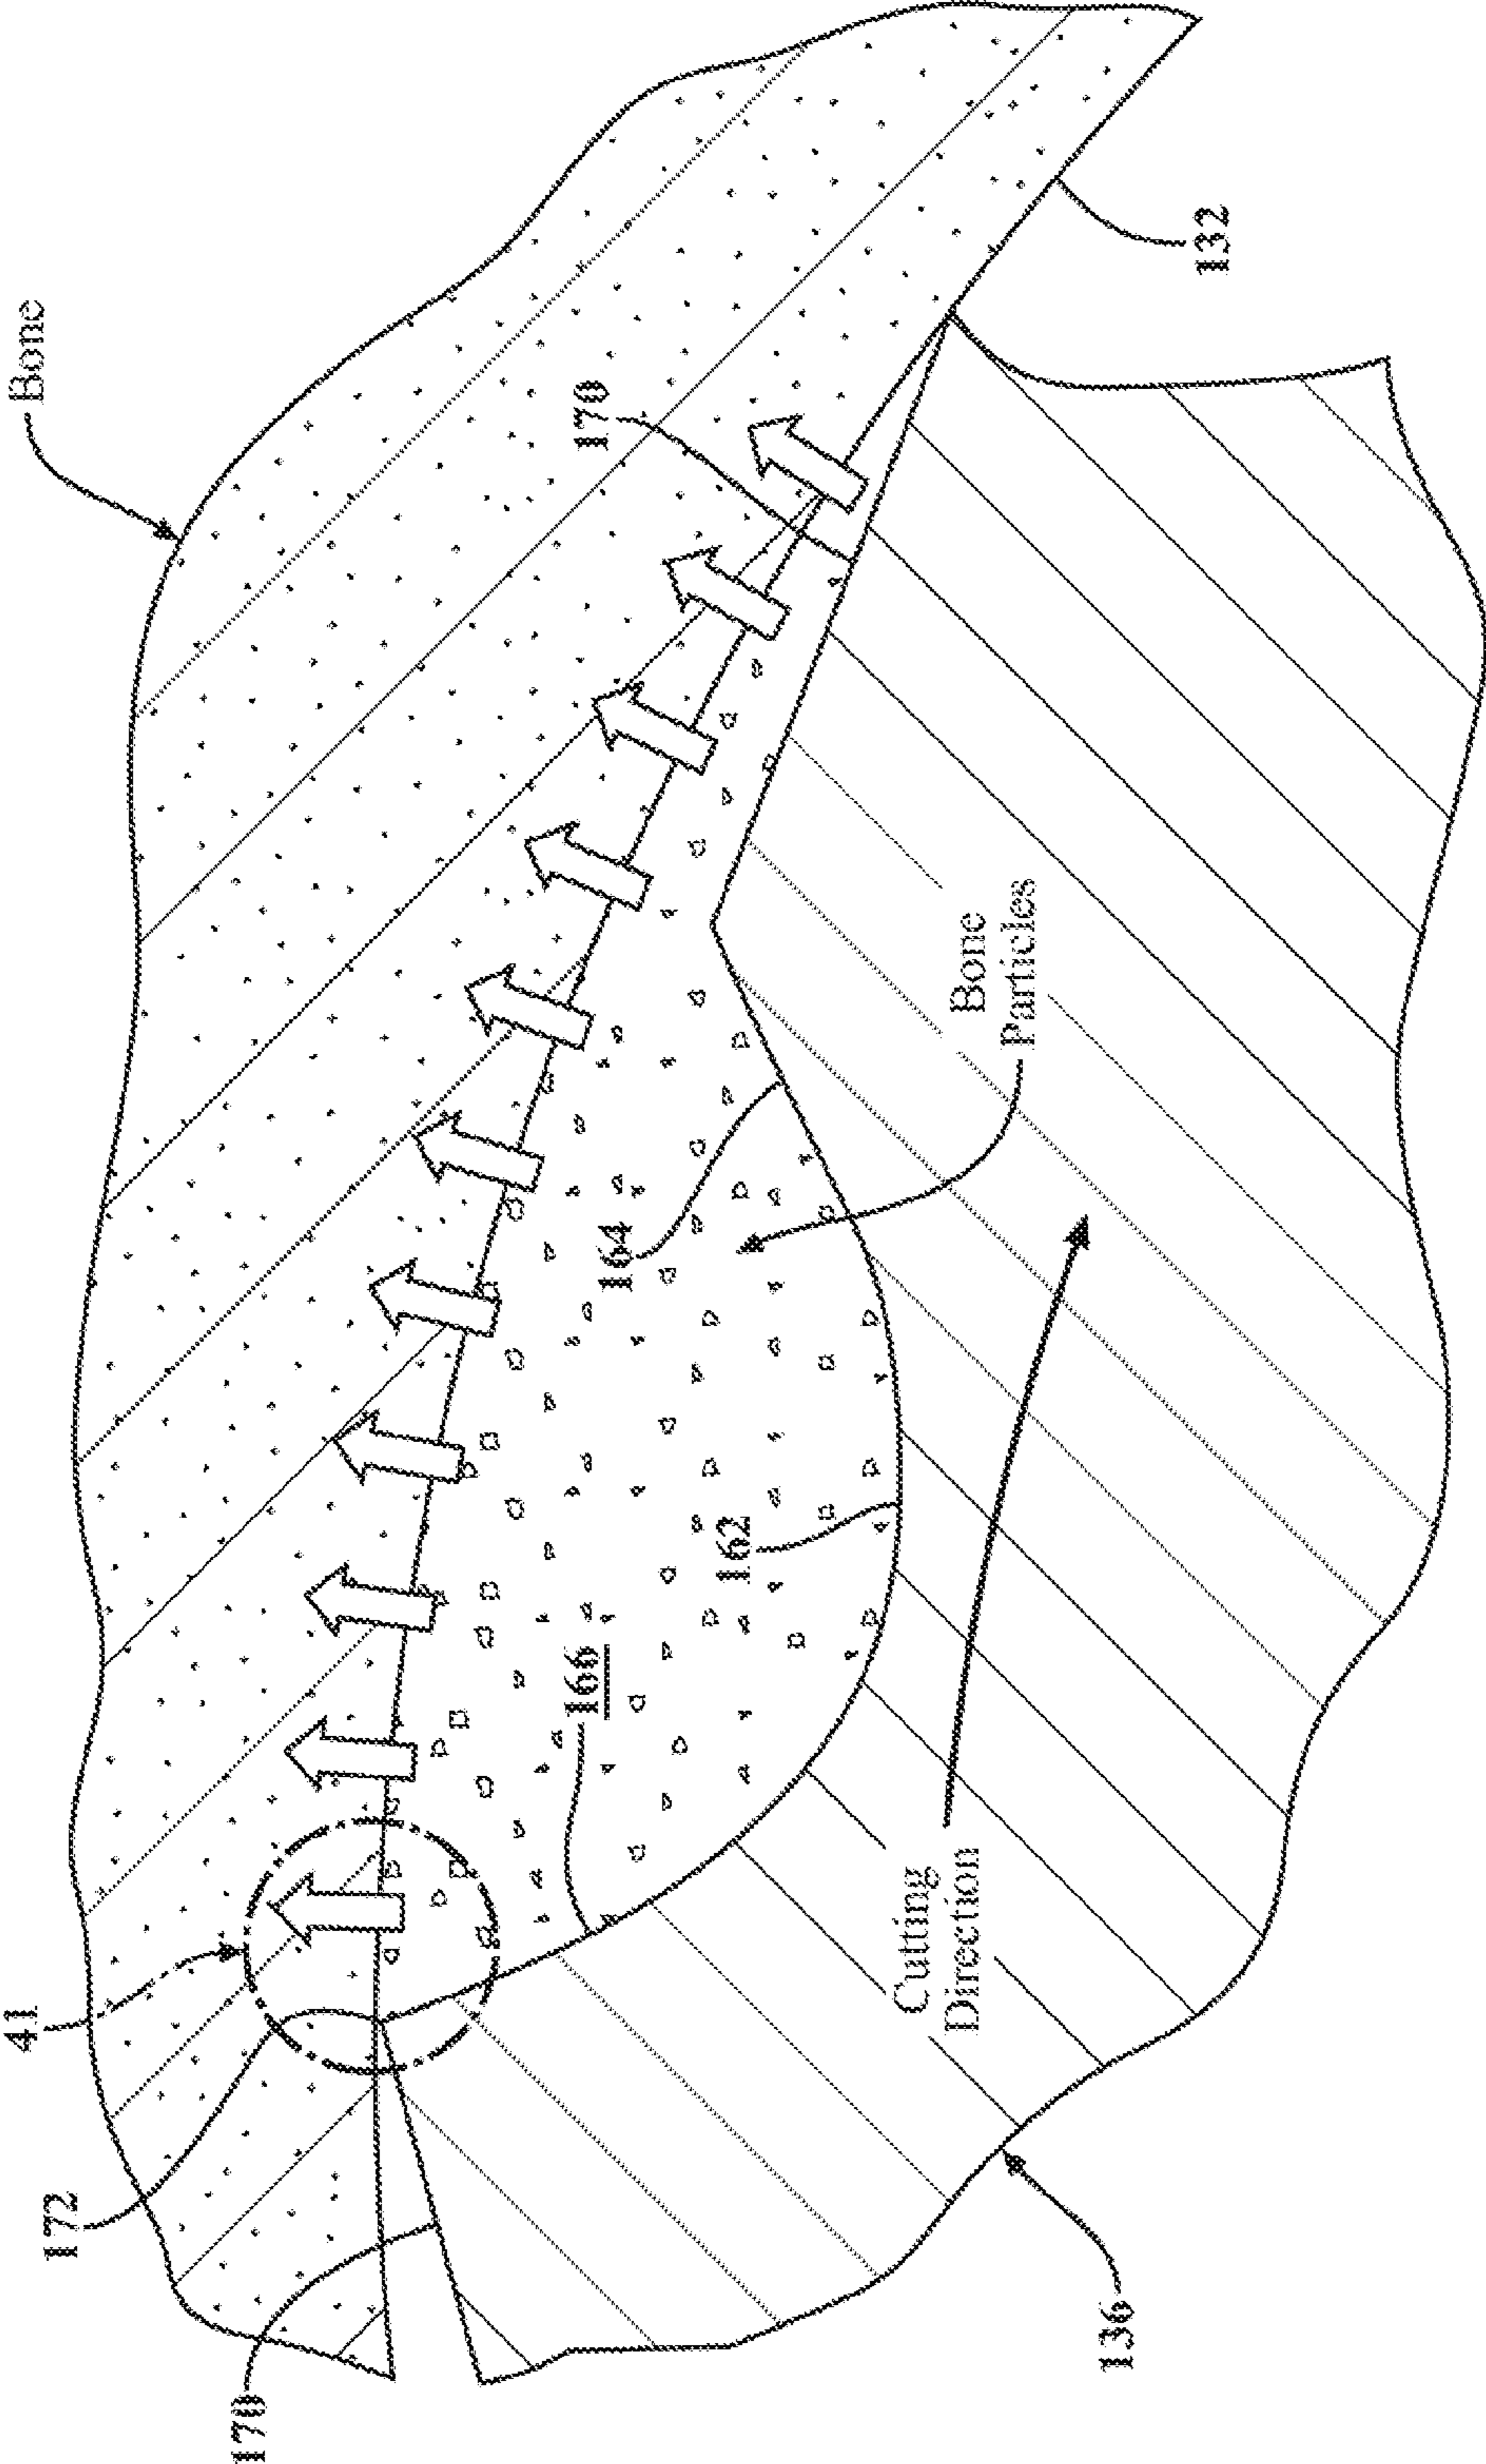 Bone
41
172
170
170
166
164
162
Cutting
Direction
Bone
Particles
136
132